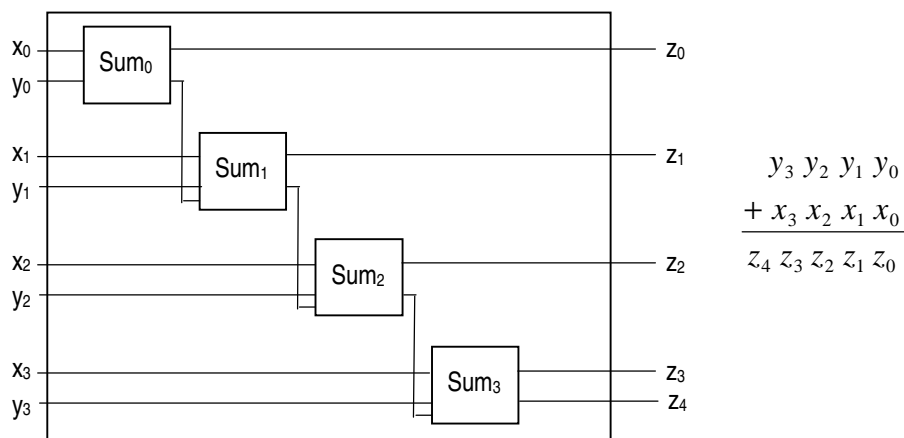 x₀
y₀
Sum₀
z₀
x₁
y₁
Sum₁
z₁
x₂
y₂
Sum₂
z₂
x₃
y₃
Sum₃
z₃
z₄
y₃ y₂ y₁ y₀
+ x₃ x₂ x₁ x₀
z₄ z₃ z₂ z₁ z₀